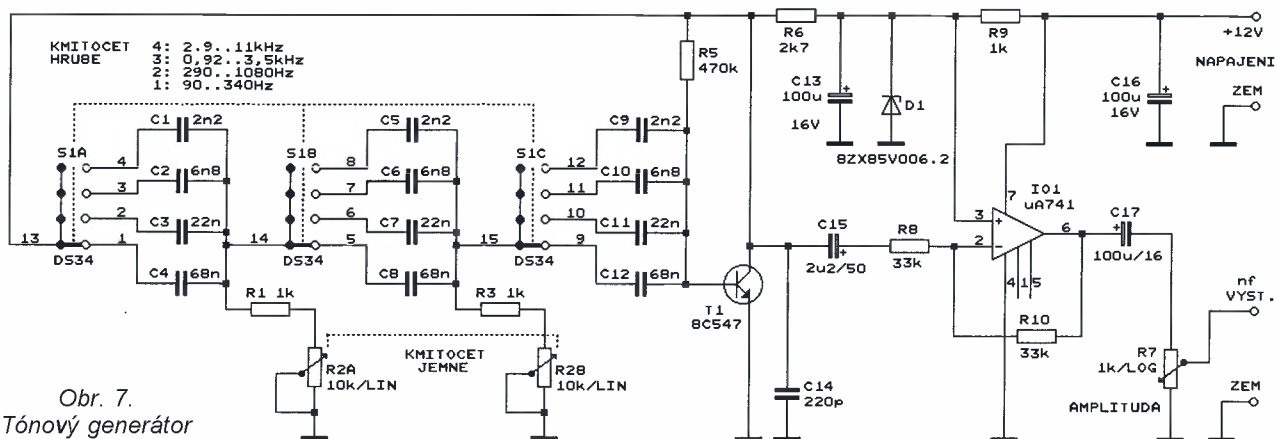 KMITOCET 4: 2.9..11kHz
HRUBE 3: 0,92..3,5kHz
2: 290..1080Hz
1: 90..340Hz
R6
2k7
R9
1k
+12V
NAPAJENI
ZEM
R5
470k
C13
100u
16V
D1
BZX85V006.2
C16
100u
16V
C1 2n2
C5 2n2
C9 2n2
S1A
S1B
S1C
4
8
12
C2 6n8
C6 6n8
C10 6n8
3
7
11
C3 22n
C7 22n
C11 22n
2
6
10
13
1
14
5
15
9
DS34
DS34
DS34
C4 68n
C8 68n
C12 68n
T1
BC547
C15
2u2/50
R8
33k
7
IO1
uA741
3
+
2
-
6
4 1 5
C17
100u/16
R10
33k
nf
VYST.
R1 1k
R3 1k
R2A
10k/LIN
KMITOCET
JEMNE
R2B
10k/LIN
C14
220p
R7
1k/LOG
AMPLITUDA
ZEM
Obr. 7.
Tónový generátor